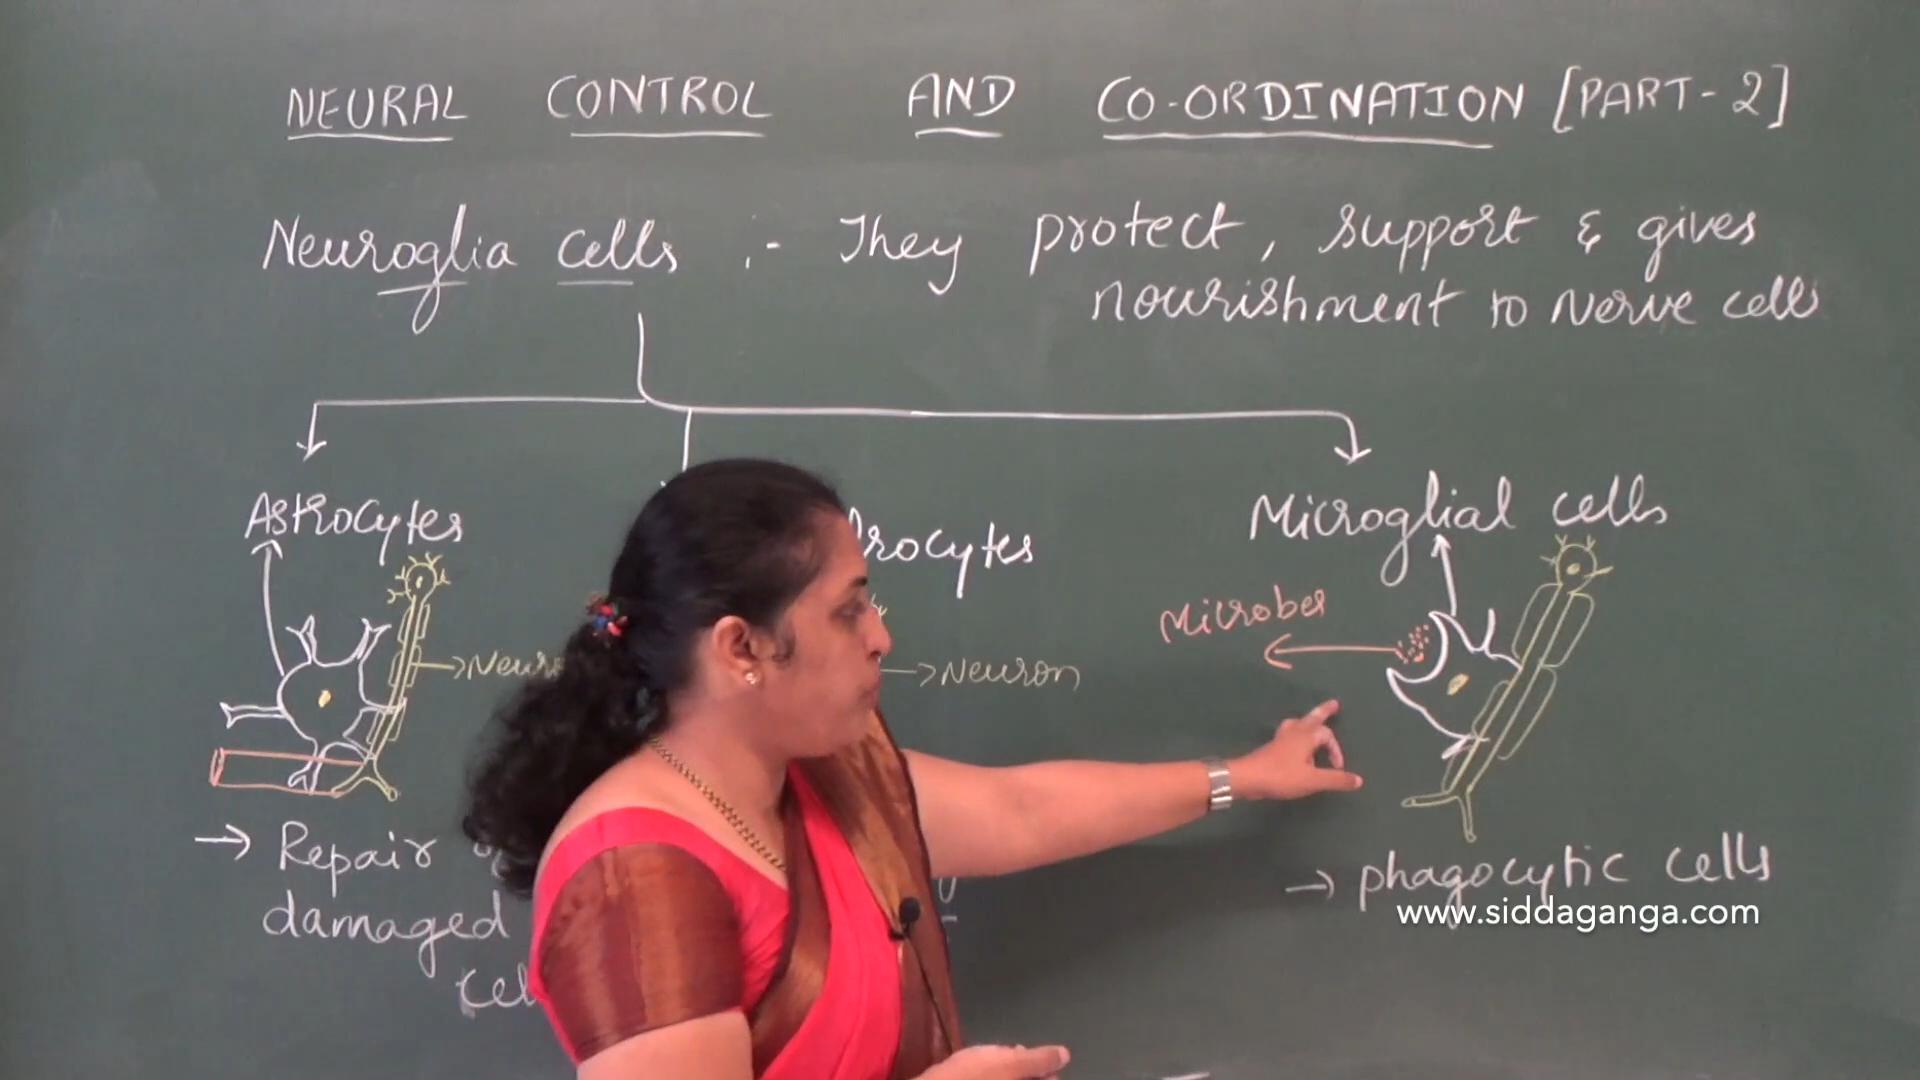 NEURAL CONTROL AND CO-ORDINATION [PART-2]
Neuroglia cells :- They protect, support & gives
nourishment to Nerve cells
Astrocytes
Microglial cells
Microbes
Neuron
→ Repair
damaged
→ phagocytic cells
www.siddaganga.com